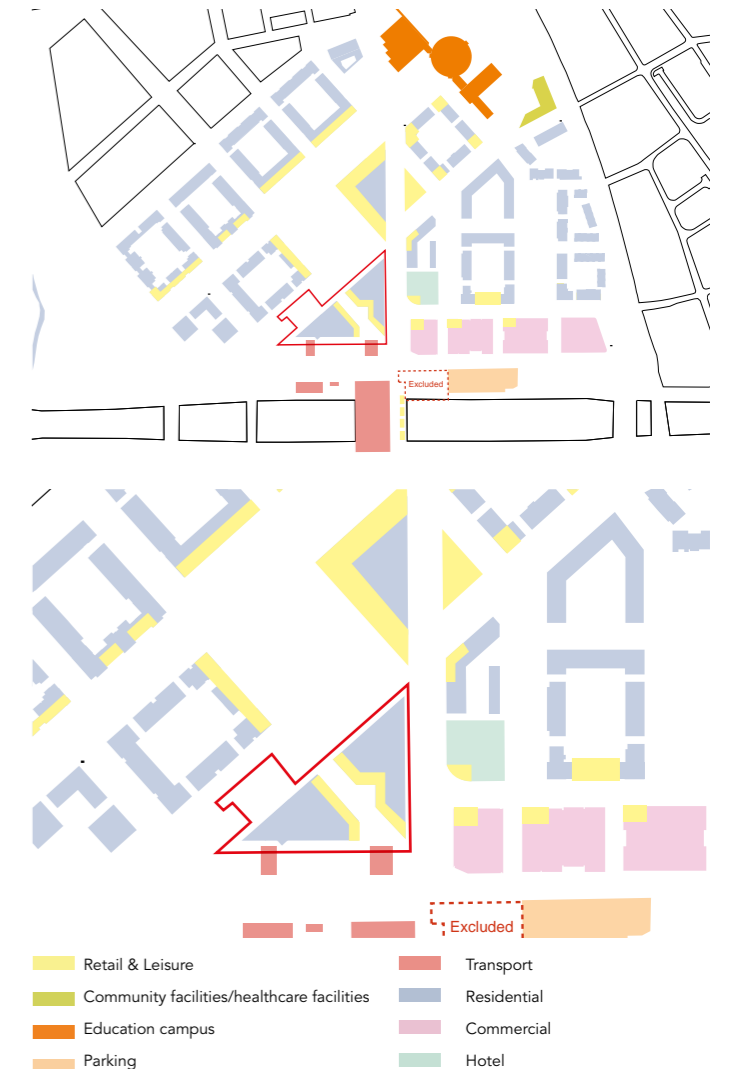 Excluded
Excluded
Retail & Leisure
Transport
Community facilities/healthcare facilities
Residential
Education campus
Commercial
Parking
Hotel